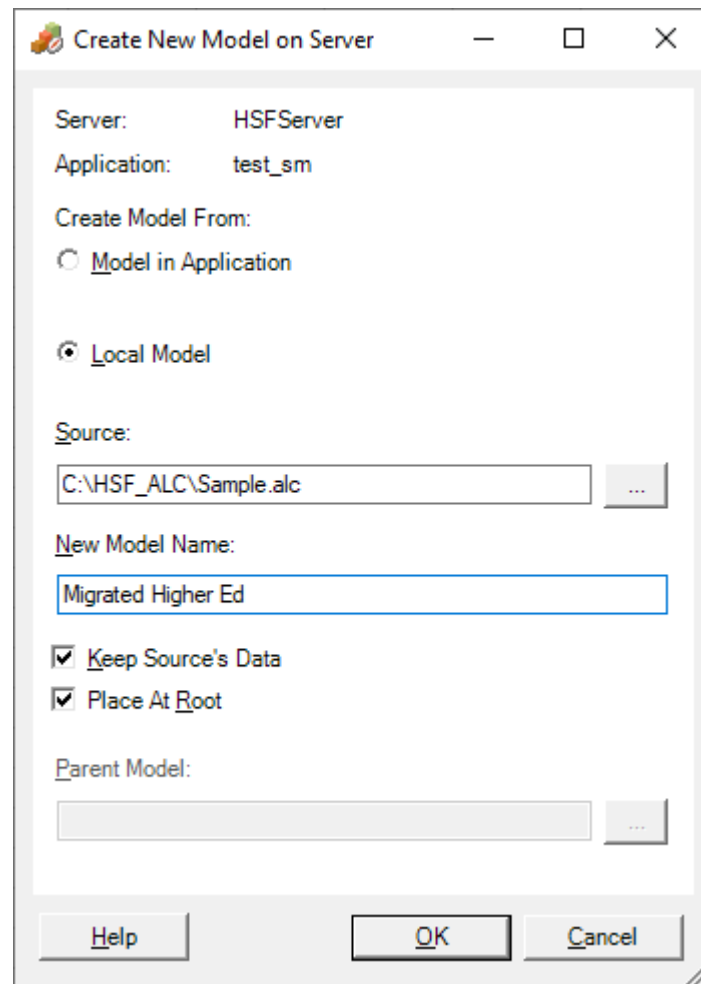 Create New Model on Server
Server: HSFServer
Application: test_sm
Create Model From:
Model in Application
Local Model
Source:
C:\HSF_ALC\Sample.alc ...
New Model Name:
Migrated Higher Ed
Keep Source's Data
Place At Root
Parent Model:
...
Help OK Cancel